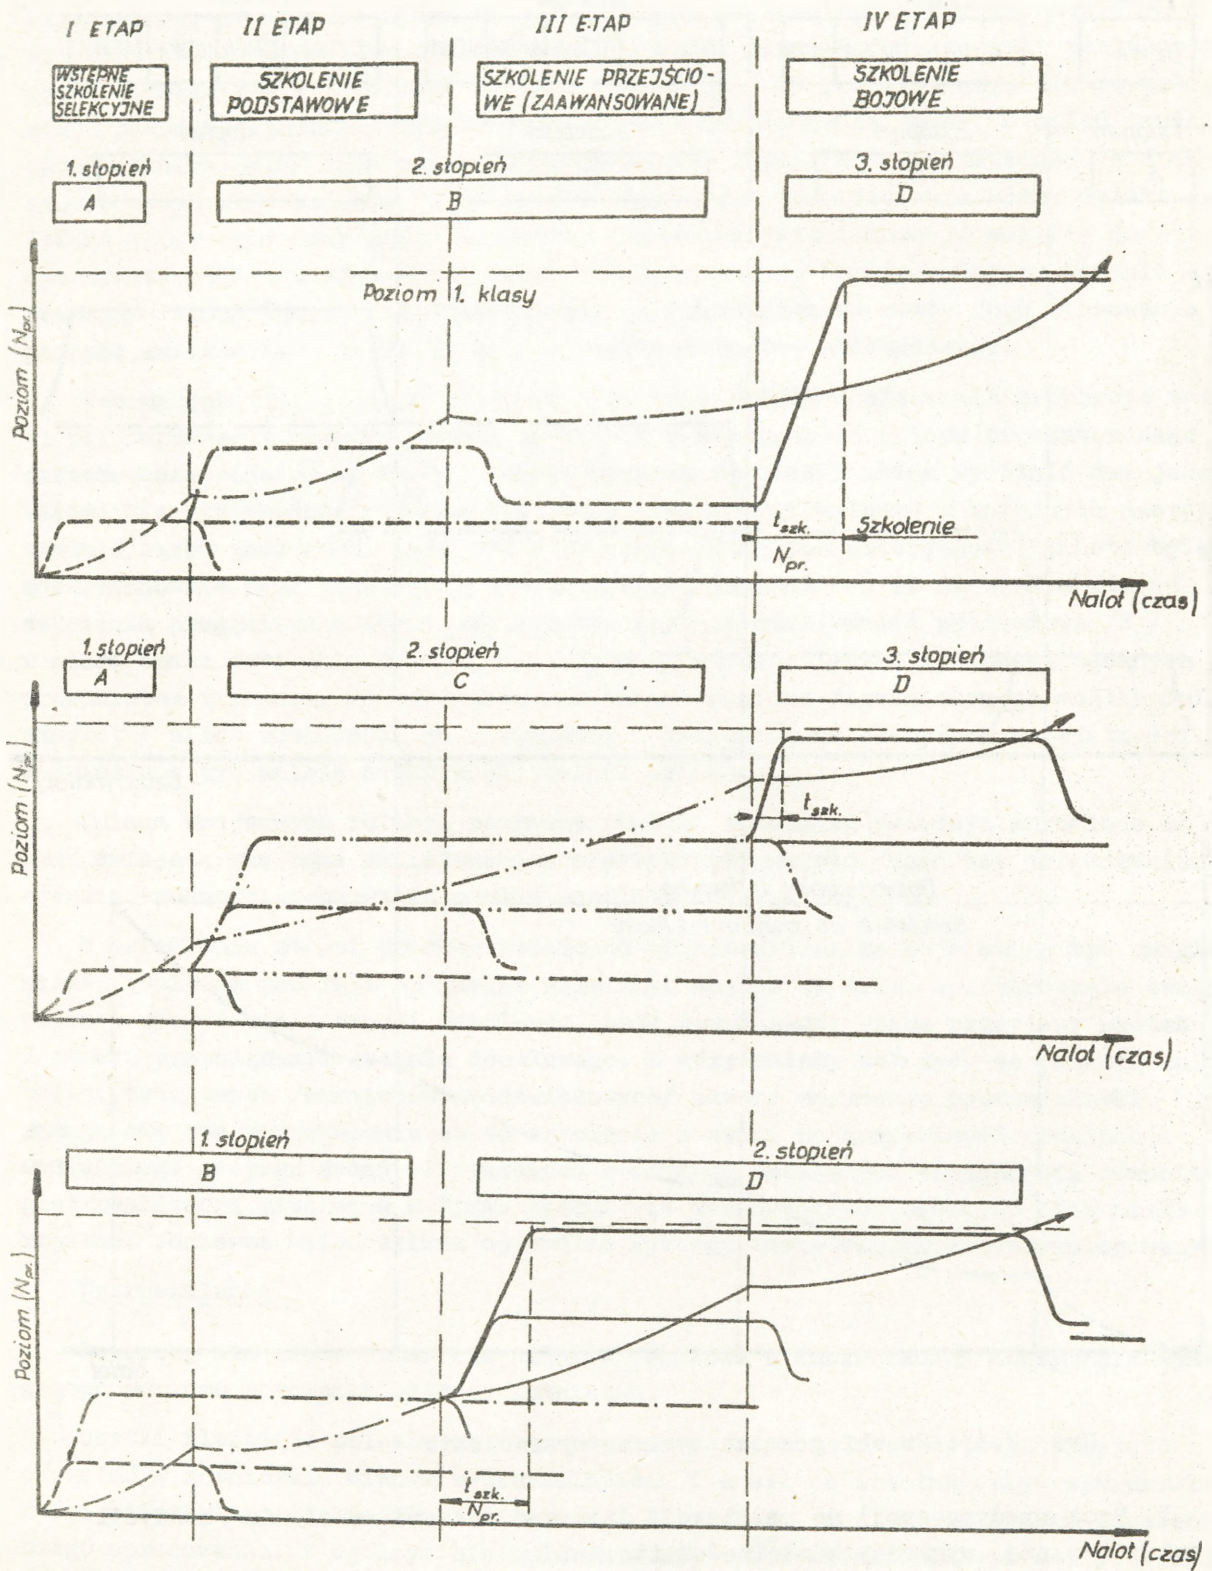 I ETAP
II ETAP
III ETAP
IV ETAP
WSTĘPNE
SZKOLENIE
SELEKCYJNE
SZKOLENIE
PODSTAWOWE
SZKOLENIE PRZEJŚCIO-
WE (ZAAWANSOWANE)
SZKOLENIE
BOJOWE
1. stopień
A
2. stopień
B
3. stopień
D
Poziom (Npr.)
Poziom 1. klasy
tszk.
Npr.
Szkolenie
Nalot (czas)
1. stopień
A
2. stopień
C
3. stopień
D
Poziom (Npr.)
tszk.
Nalot (czas)
1. stopień
B
2. stopień
D
Poziom (Npr.)
tszk.
Npr.
Nalot (czas)